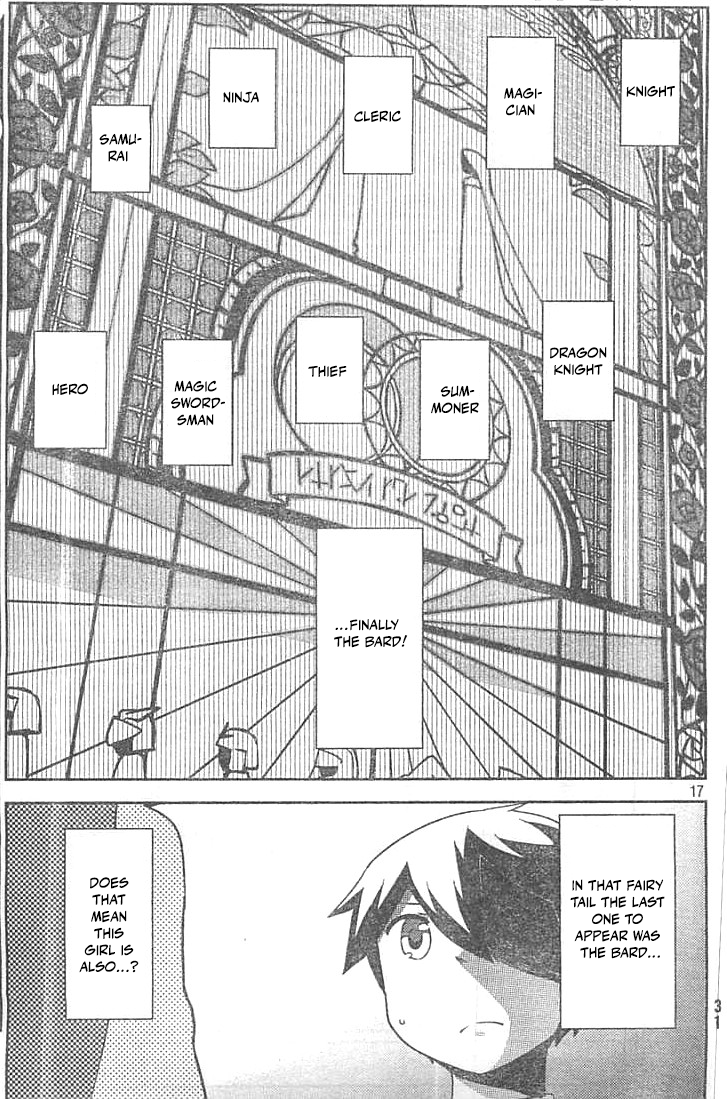 KNIGHT
MAGI-
CIAN
CLERIC
NINJA
SAMU-
RAI
DRAGON
KNIGHT
SUM-
MONER
THIEF
MAGIC
SWORD-
SMAN
HERO
...FINALLY
THE BARD!
17
IN THAT FAIRY
TAIL THE LAST
ONE TO
APPEAR WAS
THE BARD...
DOES
THAT
MEAN
THIS
GIRL IS
ALSO...?
31